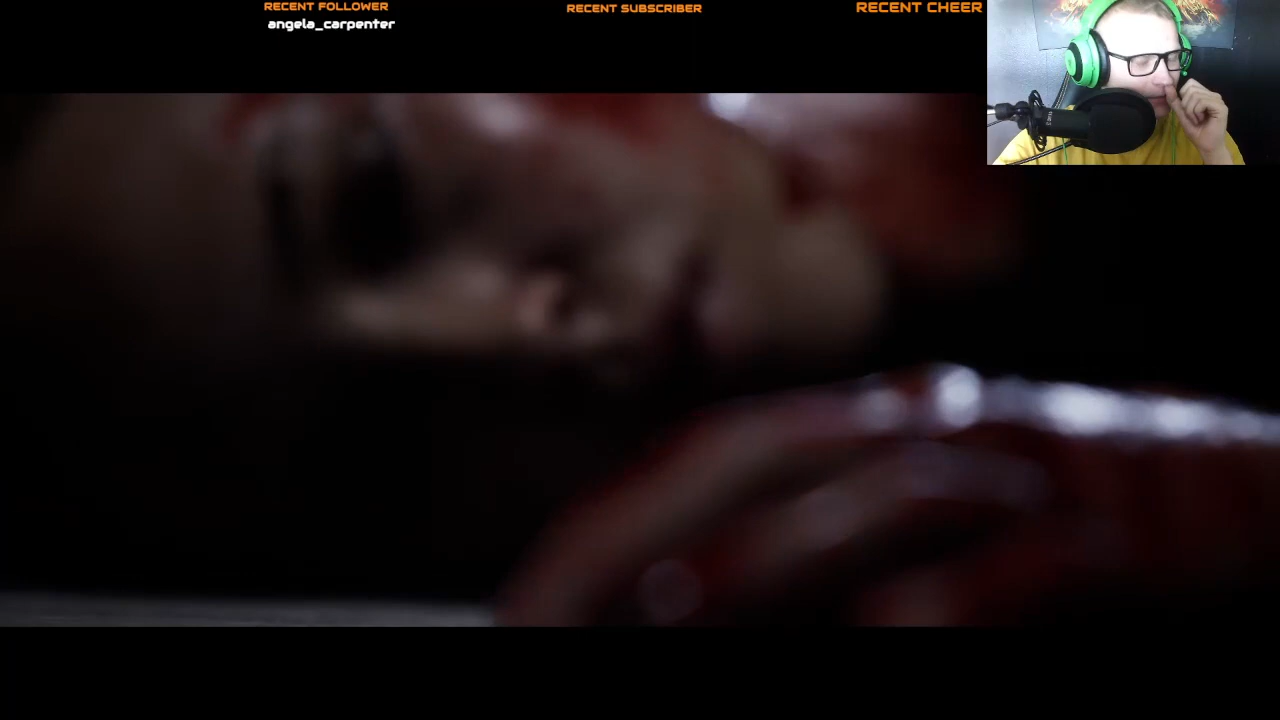 RECENT FOLLOWER
angela_carpenter
RECENT SUBSCRIBER
RECENT CHEER